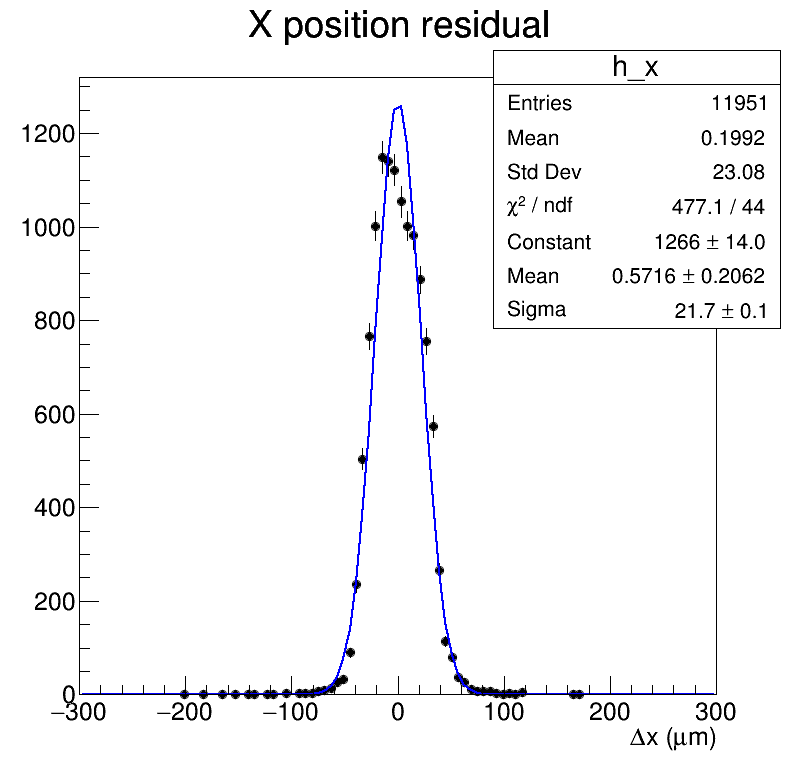 X position residual
h_x
Entries 11951
Mean 0.1992
Std Dev 23.08
χ² / ndf 477.1 / 44
Constant 1266 ± 14.0
Mean 0.5716 ± 0.2062
Sigma 21.7 ± 0.1
1200
1000
800
600
400
200
0
−300 −200 −100 0 100 200 300
Δx (μm)